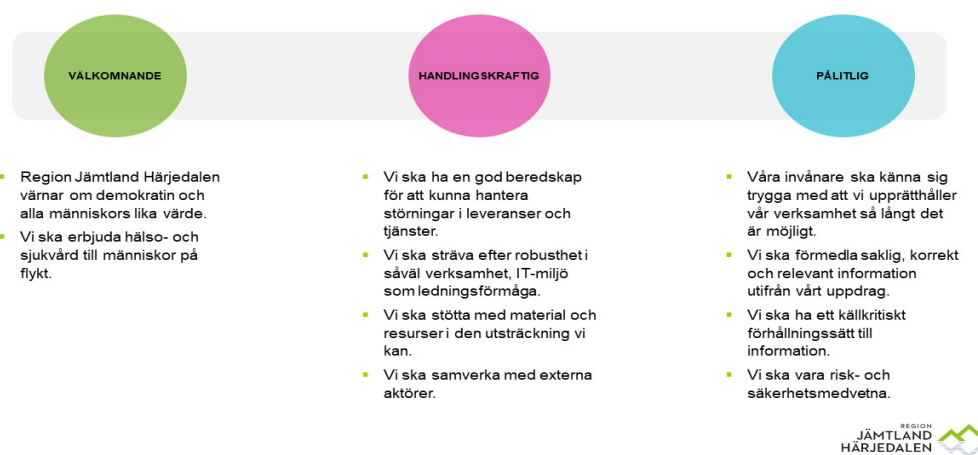 VÄLKOMNANDE
HANDLINGSKRAFTIG
PÅLITLIG
Region Jämtland Härjedalen
värnar om demokratin och
alla människors lika värde.
Vi ska erbjuda hälso- och
sjukvård till människor på
flykt.
Vi ska ha en god beredskap
för att kunna hantera
störningar i leveranser och
tjänster.
Vi ska sträva efter robusthet i
såväl verksamhet, IT-miljö
som ledningsförmåga.
Vi ska stötta med material och
resurser i den utsträckning vi
kan.
Vi ska samverka med externa
aktörer.
Våra invånare ska känna sig
trygga med att vi upprätthåller
vår verksamhet så långt det
är möjligt.
Vi ska förmedla saklig, korrekt
och relevant information
utifrån vårt uppdrag.
Vi ska ha ett källkritiskt
förhållningssätt till
information.
Vi ska vara risk- och
säkerhetsmedvetna.
REGION
JÄMTLAND
HÄRJEDALEN